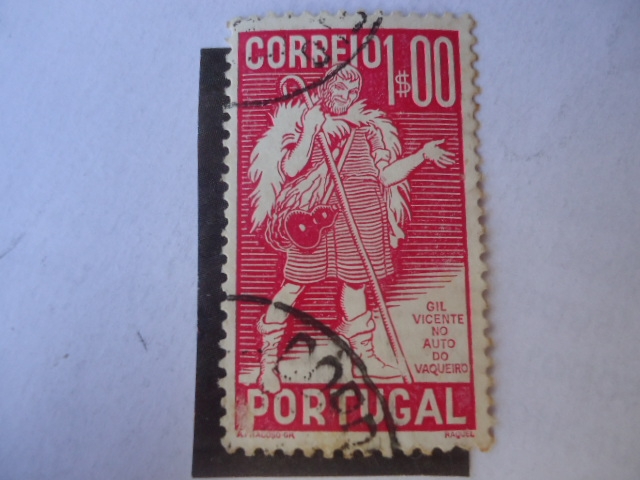 CORREIO 1$00
GIL
VICENTE
NO
AUTO
DO
VAQUEIRO
PORTUGAL
RAQUEL